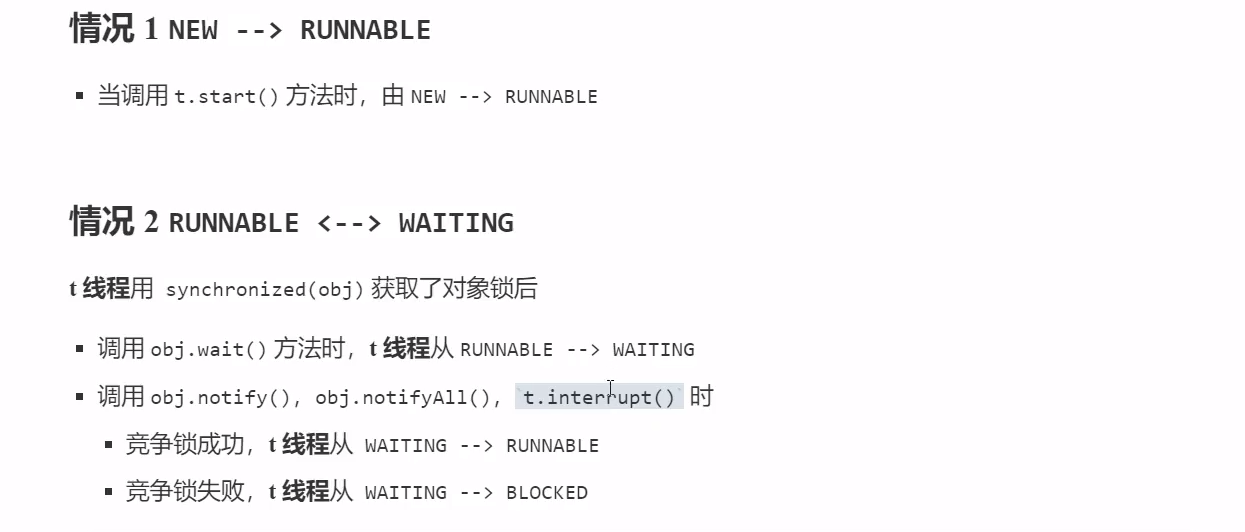 情况 1 NEW --> RUNNABLE
▪ 当调用 t.start() 方法时，由 NEW --> RUNNABLE
情况 2 RUNNABLE <--> WAITING
t 线程用 synchronized(obj) 获取了对象锁后
▪ 调用 obj.wait() 方法时，t 线程从 RUNNABLE --> WAITING
▪ 调用 obj.notify()，obj.notifyAll()，`t.interrupt()` 时
▪ 竞争锁成功，t 线程从 WAITING --> RUNNABLE
▪ 竞争锁失败，t 线程从 WAITING --> BLOCKED